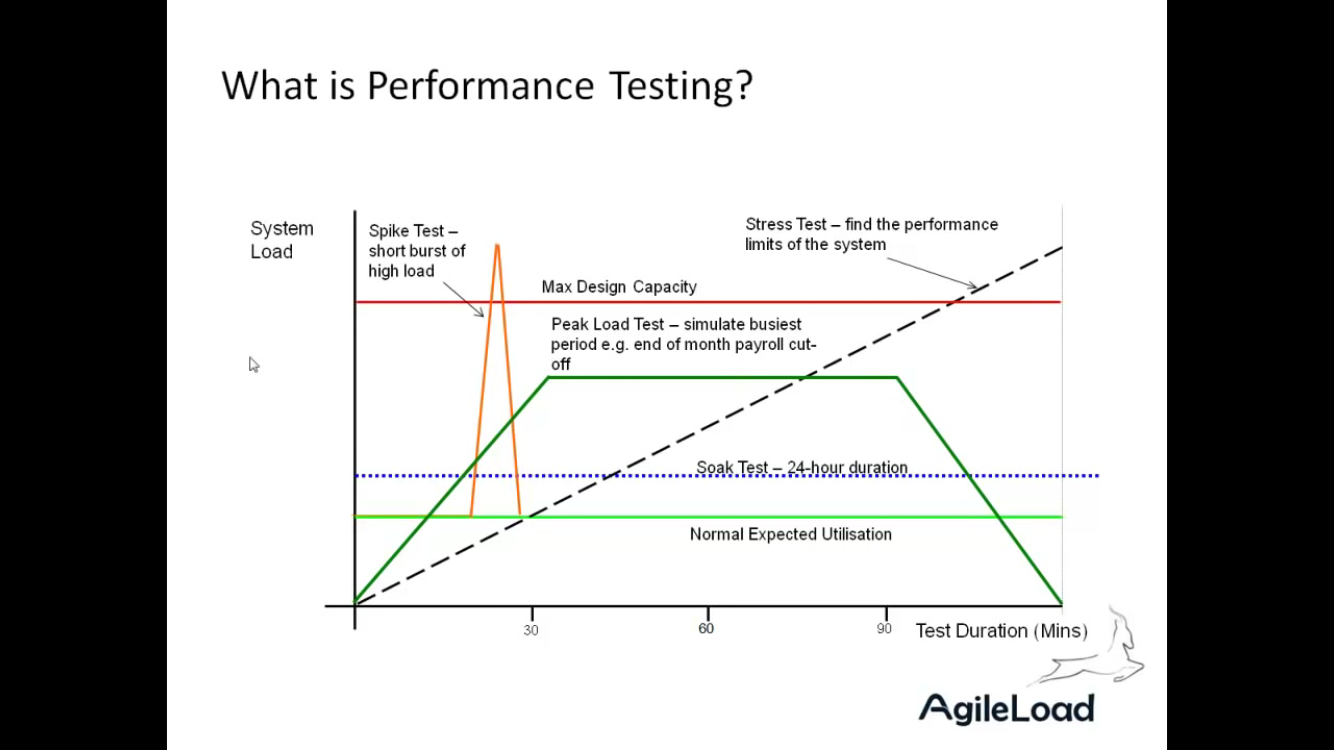 What is Performance Testing?
System
Load
Spike Test –
short burst of
high load
Stress Test – find the performance
limits of the system
Max Design Capacity
Peak Load Test – simulate busiest
period e.g. end of month payroll cut-
off
Soak Test – 24-hour duration
Normal Expected Utilisation
30
60
90
Test Duration (Mins)
AgileLoad